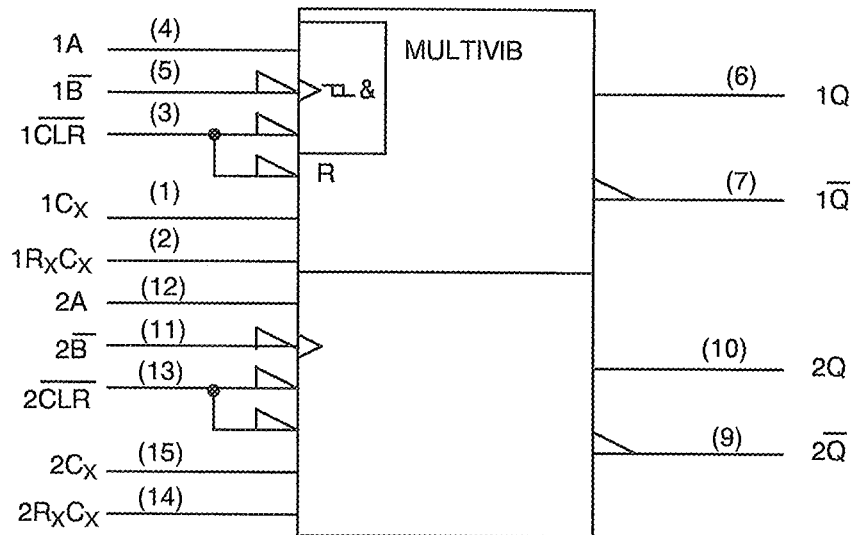 1A (4) MULTIVIB
1B̅ (5) & (6) 1Q
1C̅L̅R̅ (3)
R (7) 1Q̅
1Cₓ (1)
1RₓCₓ (2)
2A (12)
2B̅ (11)
2C̅L̅R̅ (13) (10) 2Q
2Cₓ (15) (9) 2Q̅
2RₓCₓ (14)